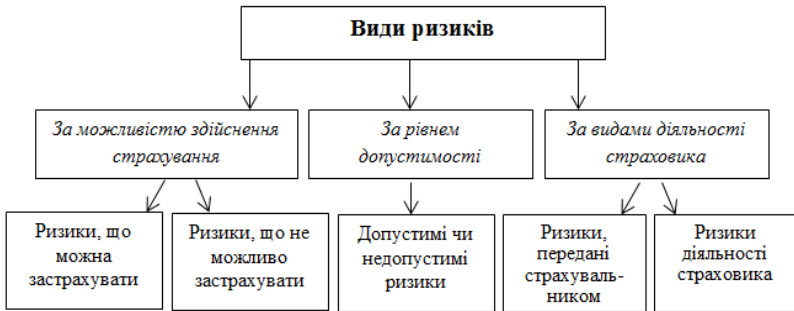 Види ризиків
За можливістю здійснення
страхування
За рівнем
допустимості
За видами діяльності
страховика
Ризики, що
можна
застрахувати
Ризики, що не
можливо
застрахувати
Допустимі чи
недопустимі
ризики
Ризики,
передані
страхуваль-
ником
Ризики
діяльності
страховика